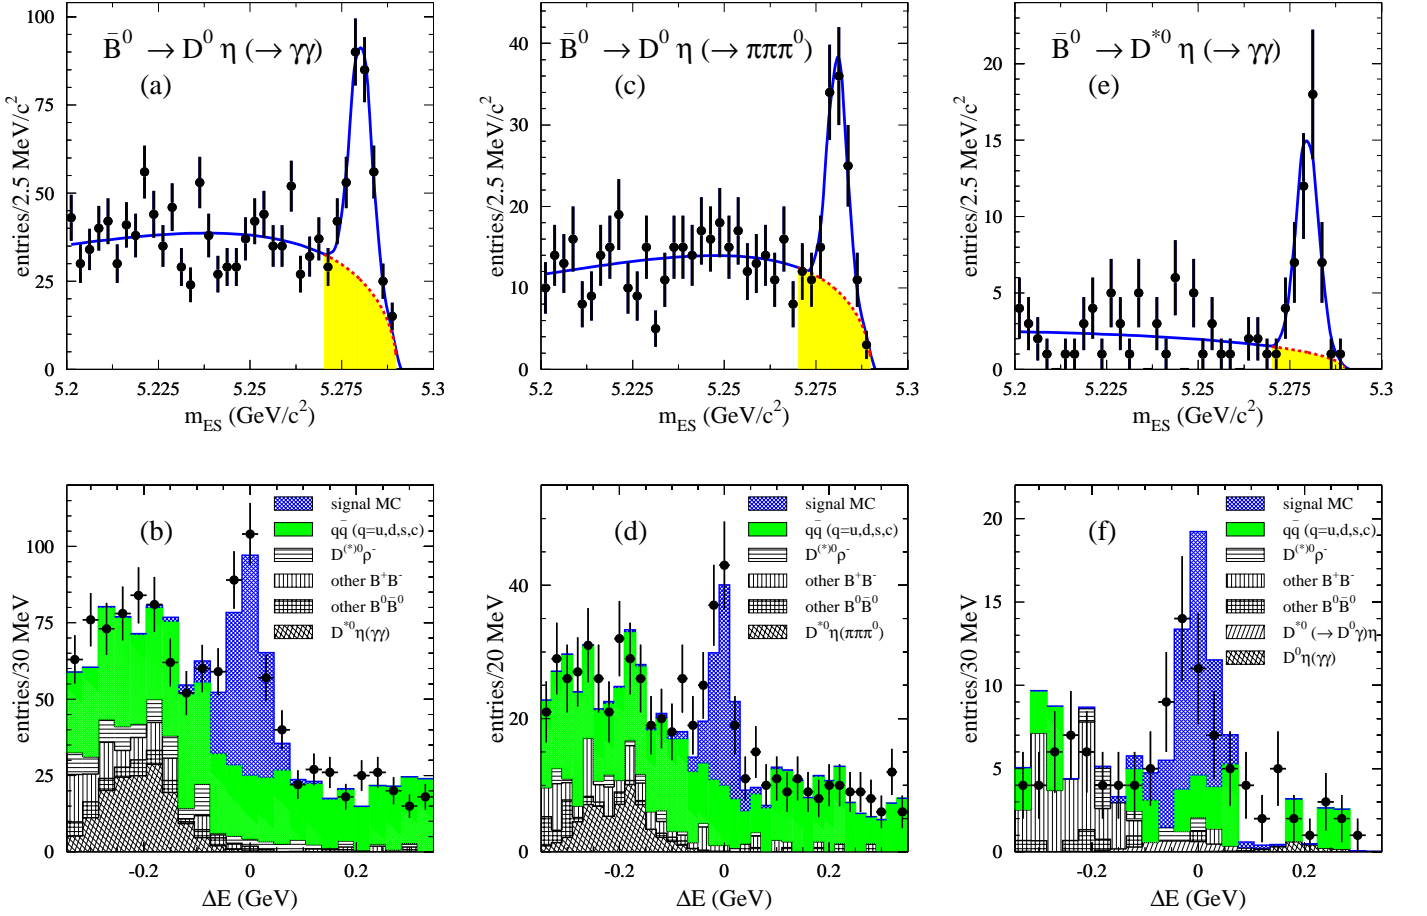 B̄⁰ → D⁰ η (→ γγ)
(a)
entries/2.5 MeV/c²
100
75
50
25
0
5.2 5.225 5.25 5.275 5.3
m_ES (GeV/c²)
B̄⁰ → D⁰ η (→ πππ⁰)
(c)
entries/2.5 MeV/c²
40
30
20
10
0
5.2 5.225 5.25 5.275 5.3
m_ES (GeV/c²)
B̄⁰ → D*⁰ η (→ γγ)
(e)
entries/2.5 MeV/c²
20
15
10
5
0
5.2 5.225 5.25 5.275 5.3
m_ES (GeV/c²)
(b)
signal MC
qq̄ (q=u,d,s,c)
D⁽*⁾⁰ρ⁻
other B⁺B⁻
other B⁰B̄⁰
D*⁰η(γγ)
entries/30 MeV
100
75
50
25
0
-0.2 0 0.2
ΔE (GeV)
(d)
signal MC
qq̄ (q=u,d,s,c)
D⁽*⁾⁰ρ⁻
other B⁺B⁻
other B⁰B̄⁰
D*⁰η(πππ⁰)
entries/20 MeV
40
20
0
-0.2 0 0.2
ΔE (GeV)
(f)
signal MC
qq̄ (q=u,d,s,c)
D⁽*⁾⁰ρ⁻
other B⁺B⁻
other B⁰B̄⁰
D*⁰ (→ D⁰γ)η
D⁰η(γγ)
entries/30 MeV
20
15
10
5
0
-0.2 0 0.2
ΔE (GeV)